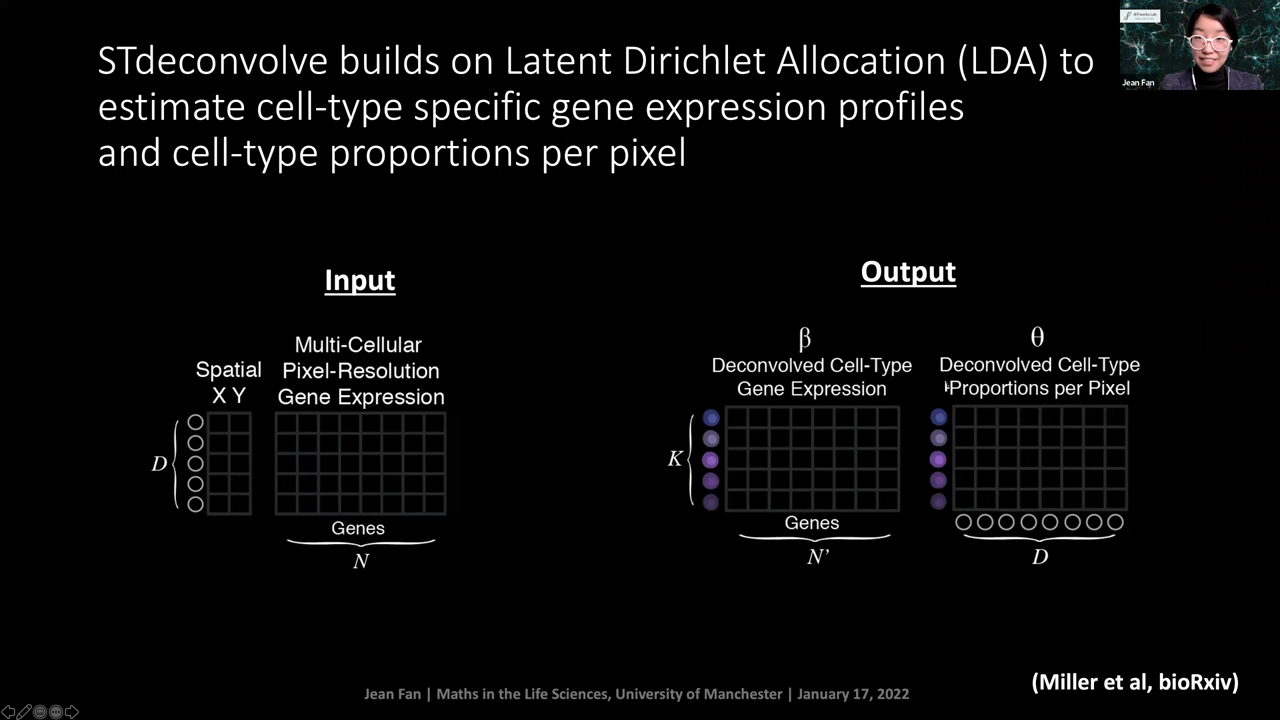 STdeconvolve builds on Latent Dirichlet Allocation (LDA) to
estimate cell-type specific gene expression profiles
and cell-type proportions per pixel
Jean Fan
Input
Output
Spatial
X Y
Multi-Cellular
Pixel-Resolution
Gene Expression
D
Genes
N
β
Deconvolved Cell-Type
Gene Expression
K
Genes
N'
θ
Deconvolved Cell-Type
Proportions per Pixel
D
(Miller et al, bioRxiv)
Jean Fan | Maths in the Life Sciences, University of Manchester | January 17, 2022